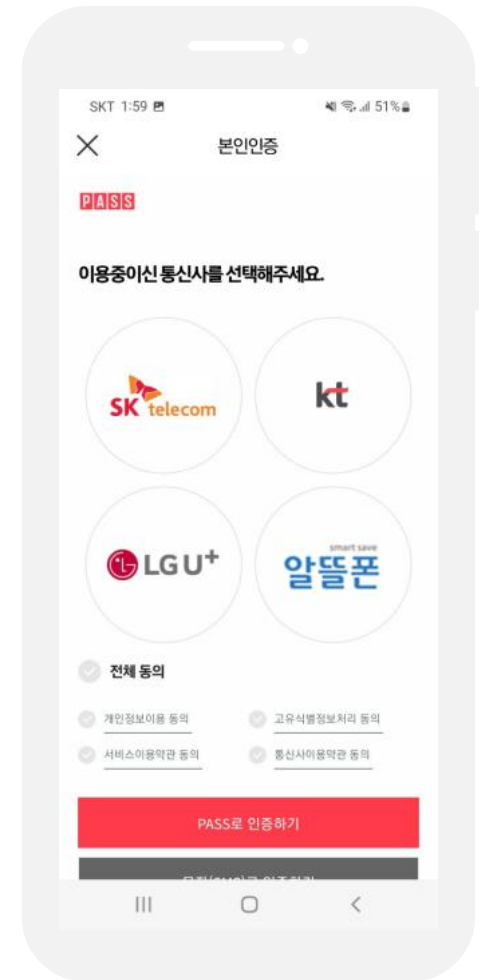 SKT 1:59 51%
본인인증
PASS
이용중이신 통신사를 선택해주세요.
SK telecom
kt
LG U+
smart save
알뜰폰
전체 동의
개인정보이용 동의 고유식별정보처리 동의
서비스이용약관 동의 통신사이용약관 동의
PASS로 인증하기